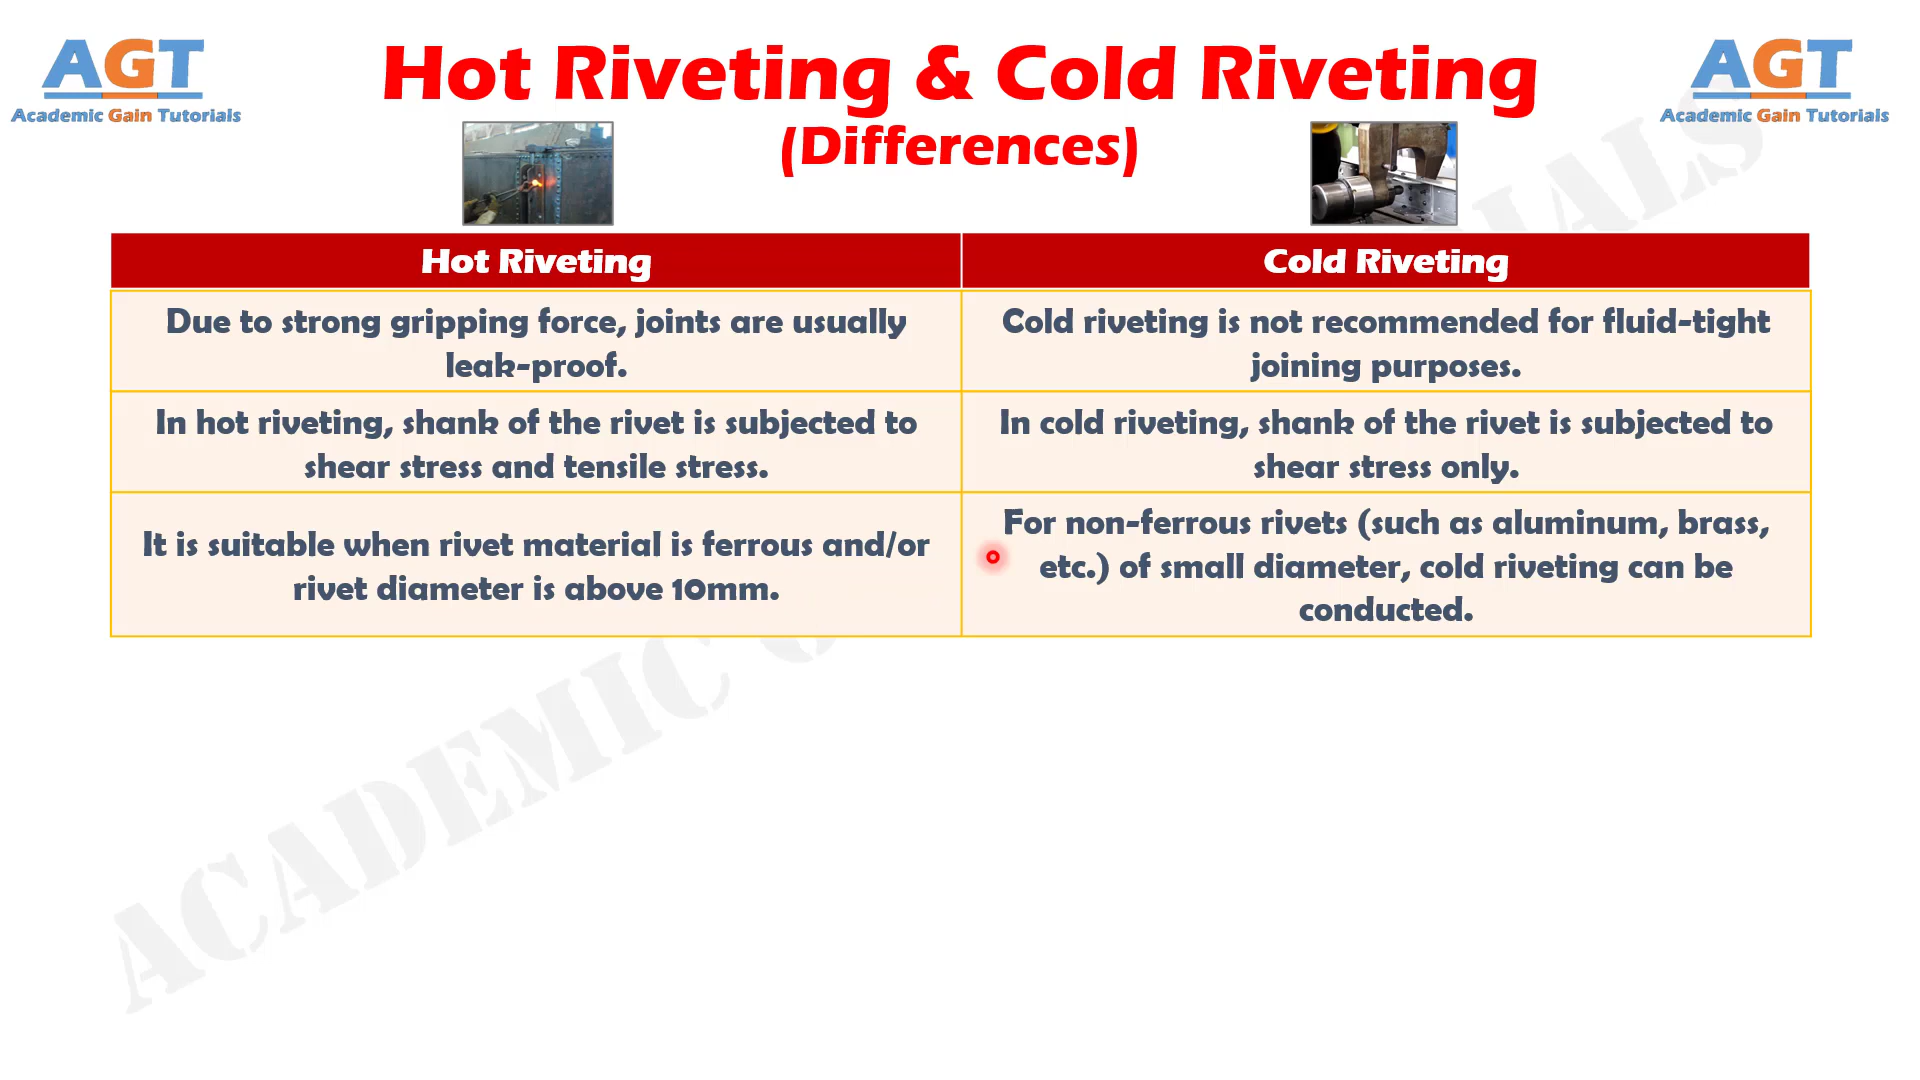 AGT
Academic Gain Tutorials
Hot Riveting & Cold Riveting
(Differences)
AGT
Academic Gain Tutorials
Hot Riveting
Cold Riveting
Due to strong gripping force, joints are usually
leak-proof.
Cold riveting is not recommended for fluid-tight
joining purposes.
In hot riveting, shank of the rivet is subjected to
shear stress and tensile stress.
In cold riveting, shank of the rivet is subjected to
shear stress only.
It is suitable when rivet material is ferrous and/or
rivet diameter is above 10mm.
For non-ferrous rivets (such as aluminum, brass,
etc.) of small diameter, cold riveting can be
conducted.
ACADEMIC